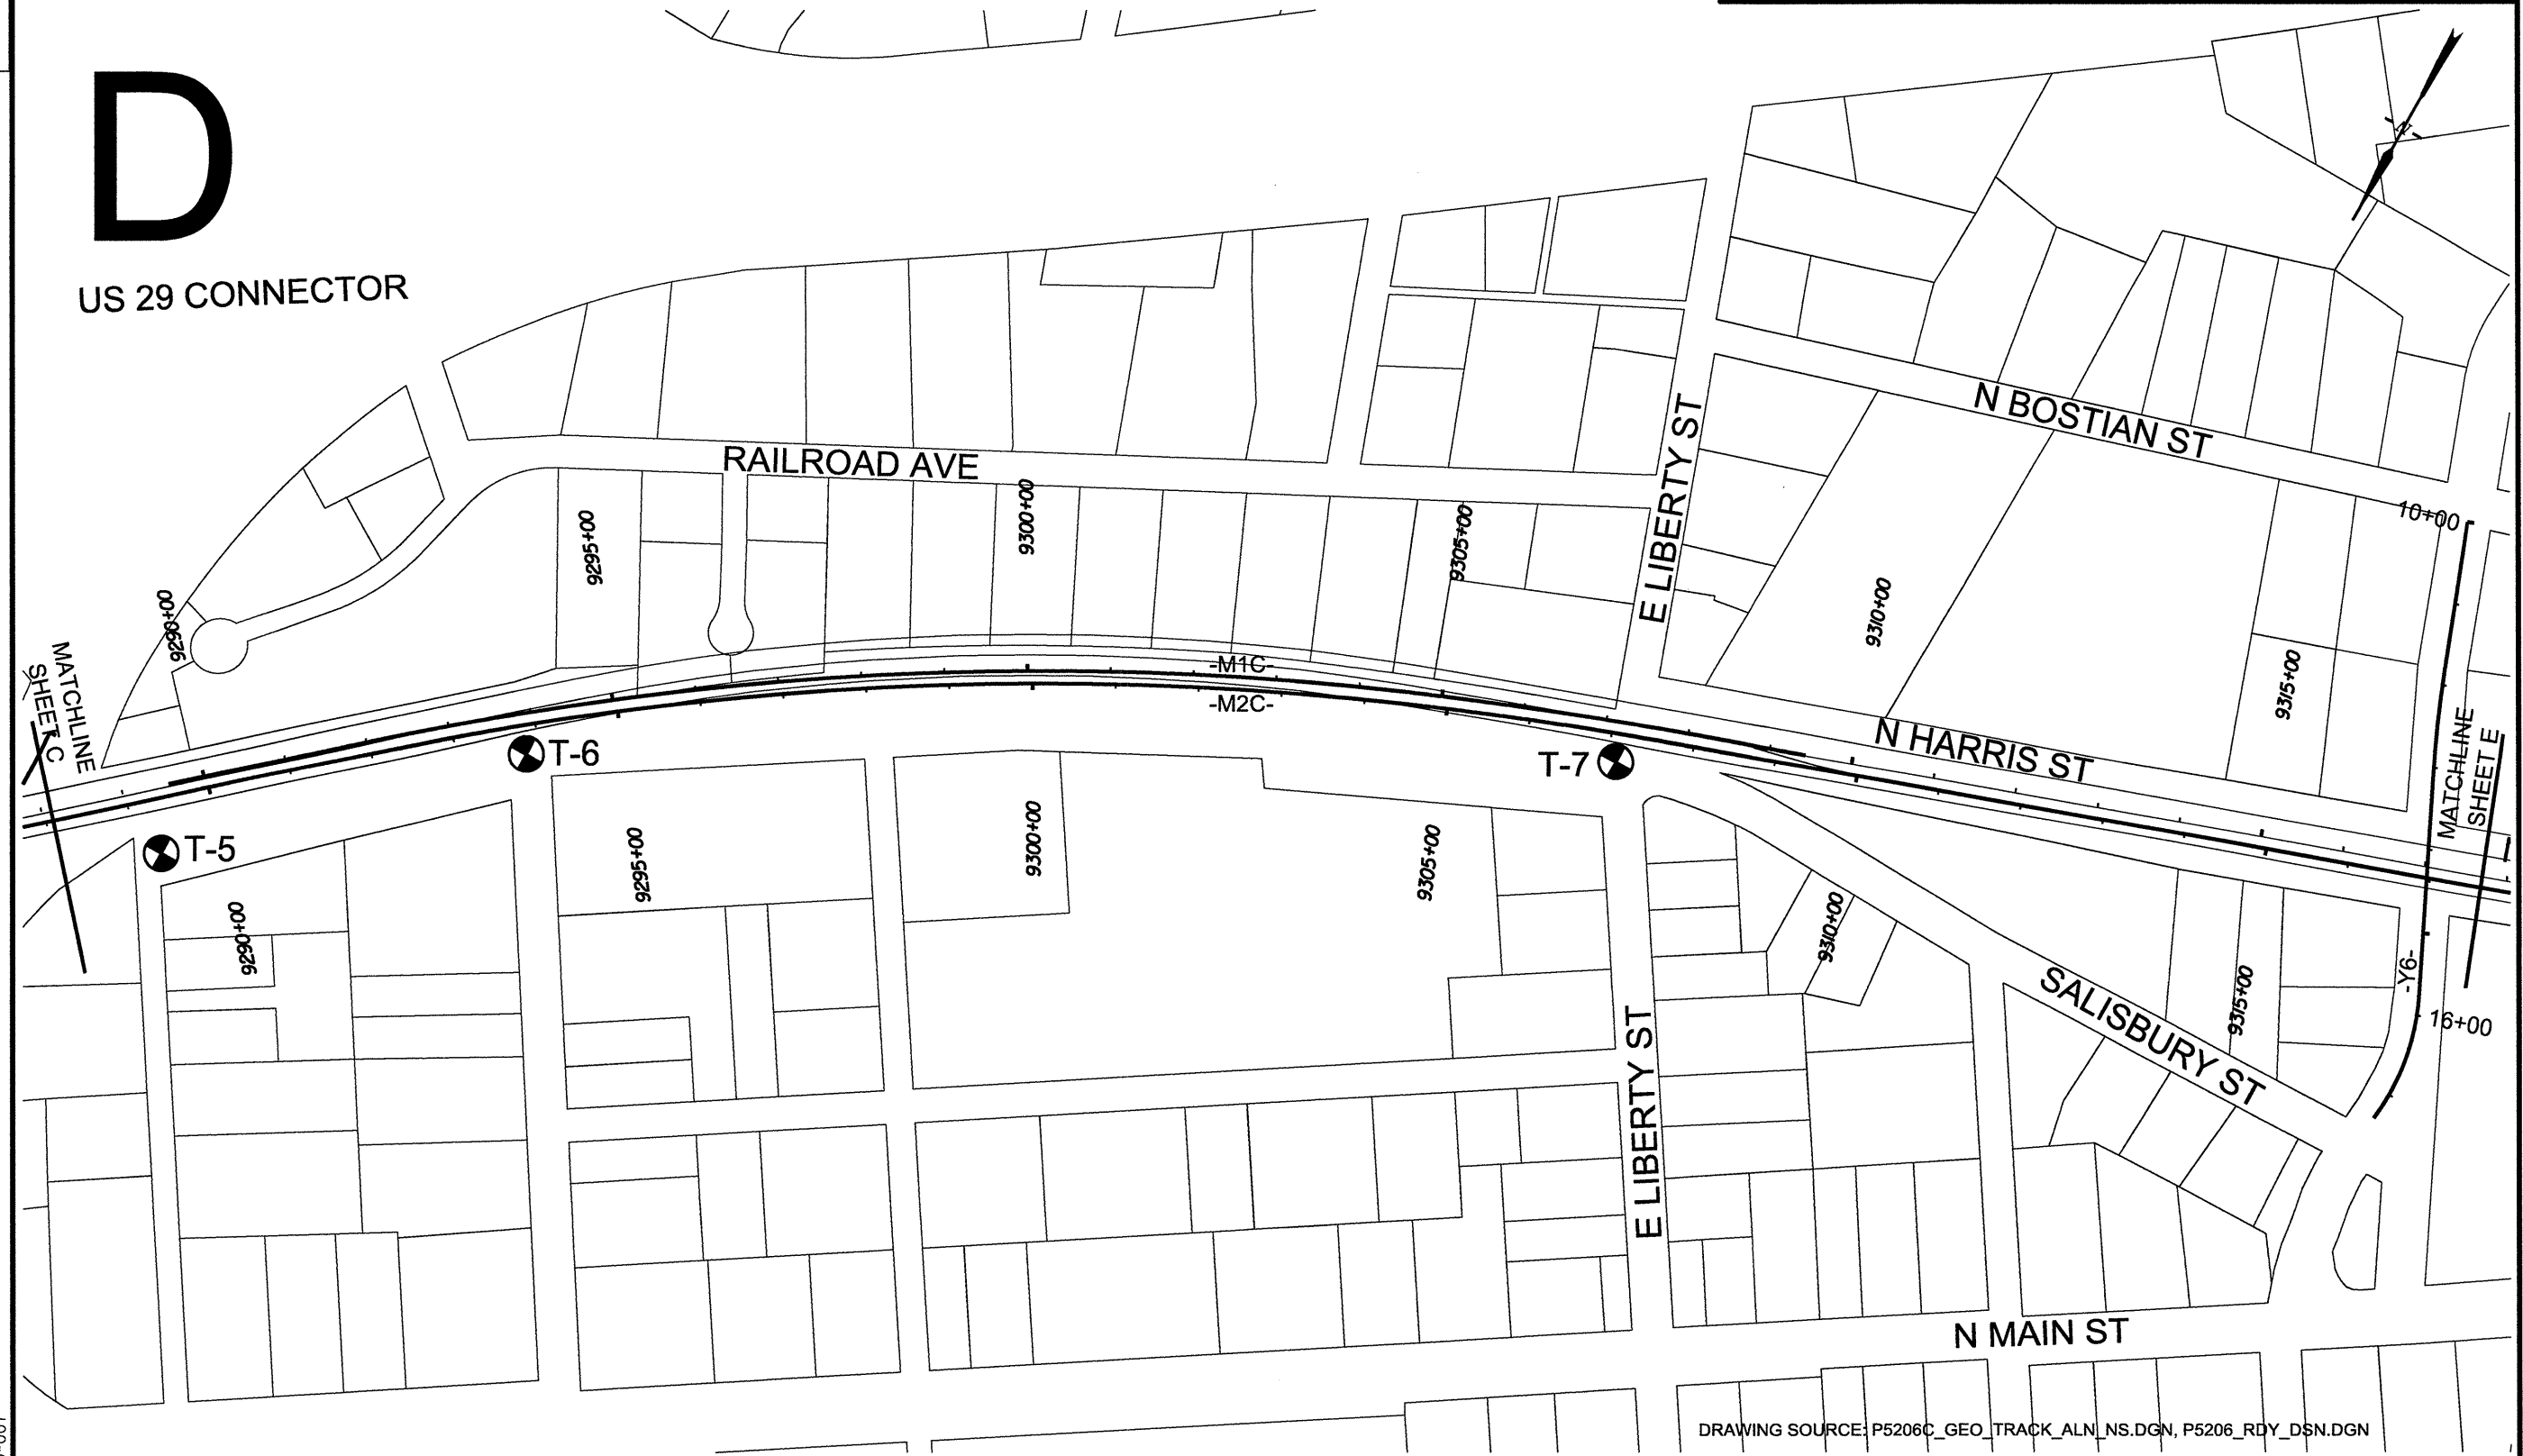 D
US 29 CONNECTOR
N
RAILROAD AVE
E LIBERTY ST
N BOSTIAN ST
10+00
9290+00
9295+00
9300+00
9305+00
9310+00
9315+00
MATCHLINE
SHEET C
-M1C-
-M2C-
N HARRIS ST
MATCHLINE
SHEET E
T-5
T-6
T-7
9290+00
9295+00
9300+00
9305+00
9310+00
9315+00
-Y6-
16+00
SALISBURY ST
E LIBERTY ST
N MAIN ST
DRAWING SOURCE: P5206C_GEO_TRACK_ALN_NS.DGN, P5206_RDY_DSN.DGN